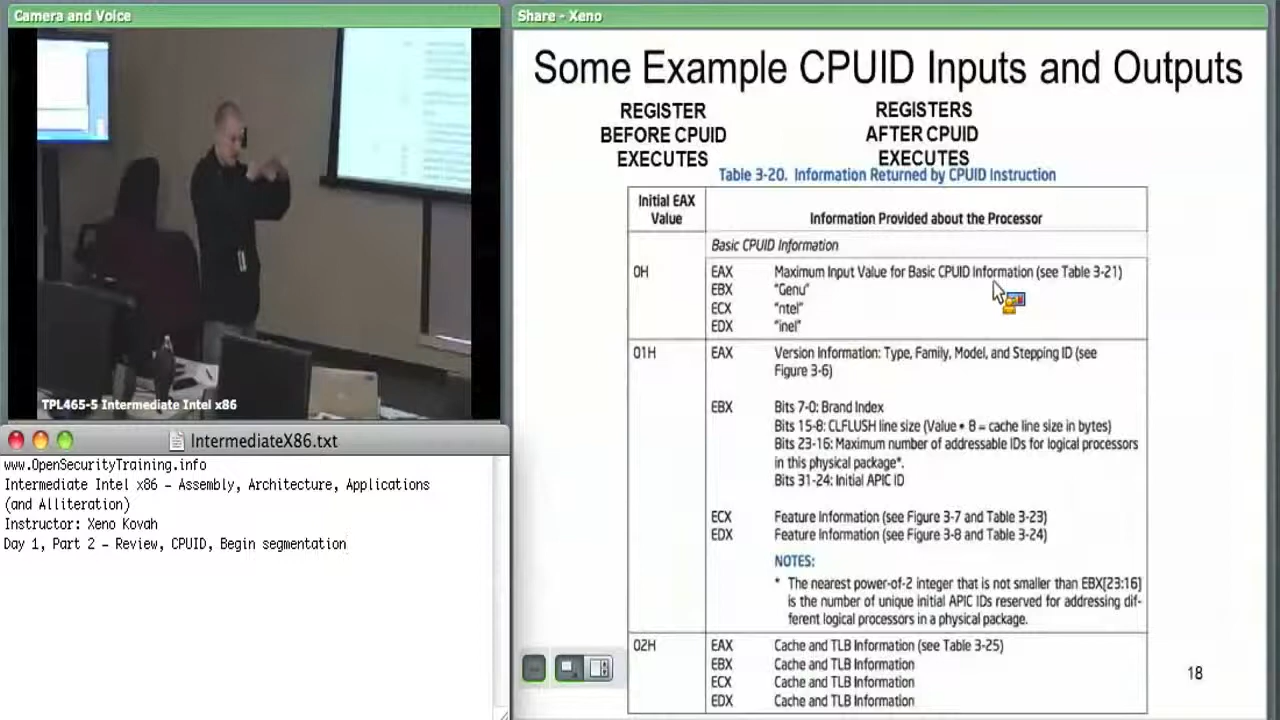 Camera and Voice
TPL465-5 Intermediate Intel x86
IntermediateX86.txt
www.OpenSecurityTraining.info
Intermediate Intel x86 – Assembly, Architecture, Applications
(and Alliteration)
Instructor: Xeno Kovah
Day 1, Part 2 – Review, CPUID, Begin segmentation
Share - Xeno
Some Example CPUID Inputs and Outputs
REGISTER
BEFORE CPUID
EXECUTES
REGISTERS
AFTER CPUID
EXECUTES
Table 3-20. Information Returned by CPUID Instruction
Initial EAX
Value
Information Provided about the Processor
Basic CPUID Information
0H EAX Maximum Input Value for Basic CPUID Information (see Table 3-21)
EBX "Genu"
ECX "ntel"
EDX "ineI"
01H EAX Version Information: Type, Family, Model, and Stepping ID (see
Figure 3-6)
EBX Bits 7-0: Brand Index
Bits 15-8: CLFLUSH line size (Value * 8 = cache line size in bytes)
Bits 23-16: Maximum number of addressable IDs for logical processors
in this physical package*.
Bits 31-24: Initial APIC ID
ECX Feature Information (see Figure 3-7 and Table 3-23)
EDX Feature Information (see Figure 3-8 and Table 3-24)
NOTES:
* The nearest power-of-2 integer that is not smaller than EBX[23:16]
is the number of unique initial APIC IDs reserved for addressing dif-
ferent logical processors in a physical package.
02H EAX Cache and TLB Information (see Table 3-25)
EBX Cache and TLB Information
ECX Cache and TLB Information
EDX Cache and TLB Information
18